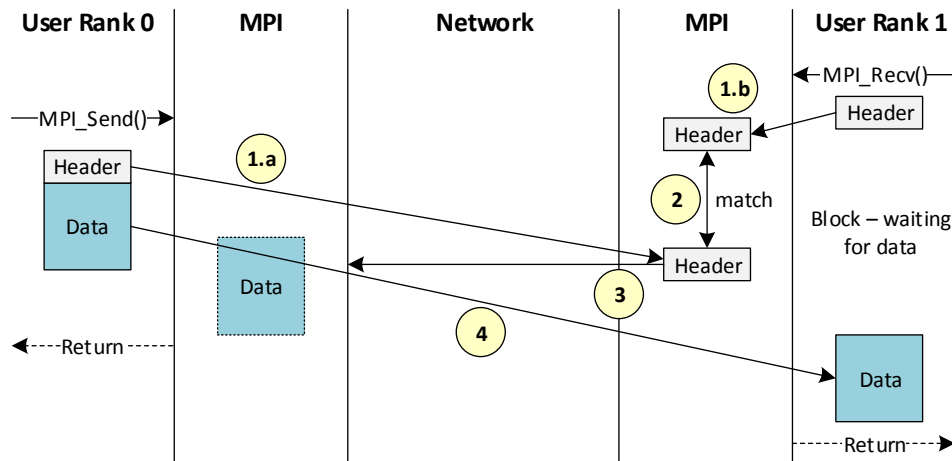 User Rank 0
MPI
Network
MPI
User Rank 1
MPI_Recv()
1.b
Header
MPI_Send()
Header
1.a
Header
2
match
Data
Block – waiting
for data
Header
Data
3
4
Return
Data
Return